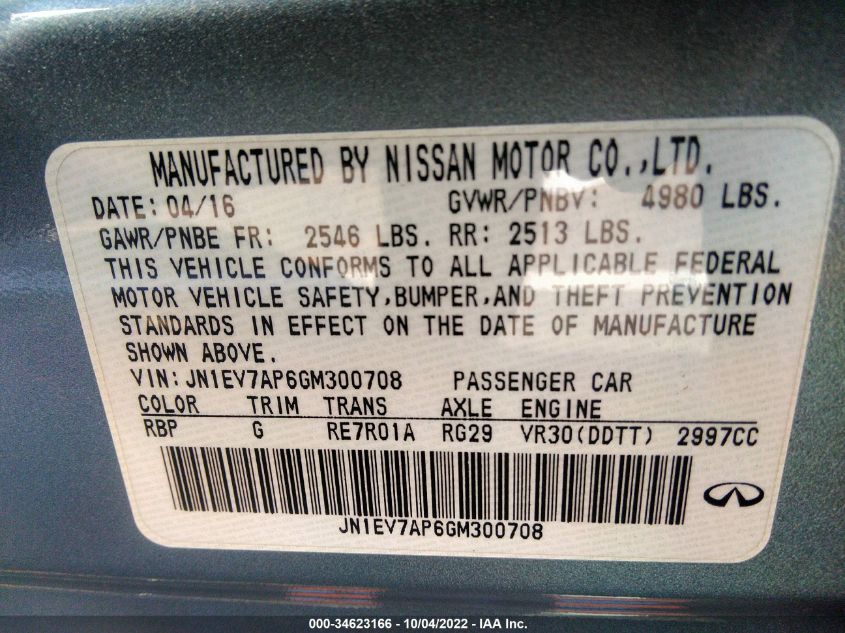 MANUFACTURED BY NISSAN MOTOR CO.,LTD.
DATE: 04/16 GVWR/PNBV: 4980 LBS.
GAWR/PNBE FR: 2546 LBS. RR: 2513 LBS.
THIS VEHICLE CONFORMS TO ALL APPLICABLE FEDERAL
MOTOR VEHICLE SAFETY,BUMPER,AND THEFT PREVENTION
STANDARDS IN EFFECT ON THE DATE OF MANUFACTURE
SHOWN ABOVE.
VIN:JN1EV7AP6GM300708 PASSENGER CAR
COLOR TRIM TRANS AXLE ENGINE
RBP G RE7R01A RG29 VR30(DDTT) 2997CC
JN1EV7AP6GM300708
000-34623166 - 10/04/2022 - IAA Inc.